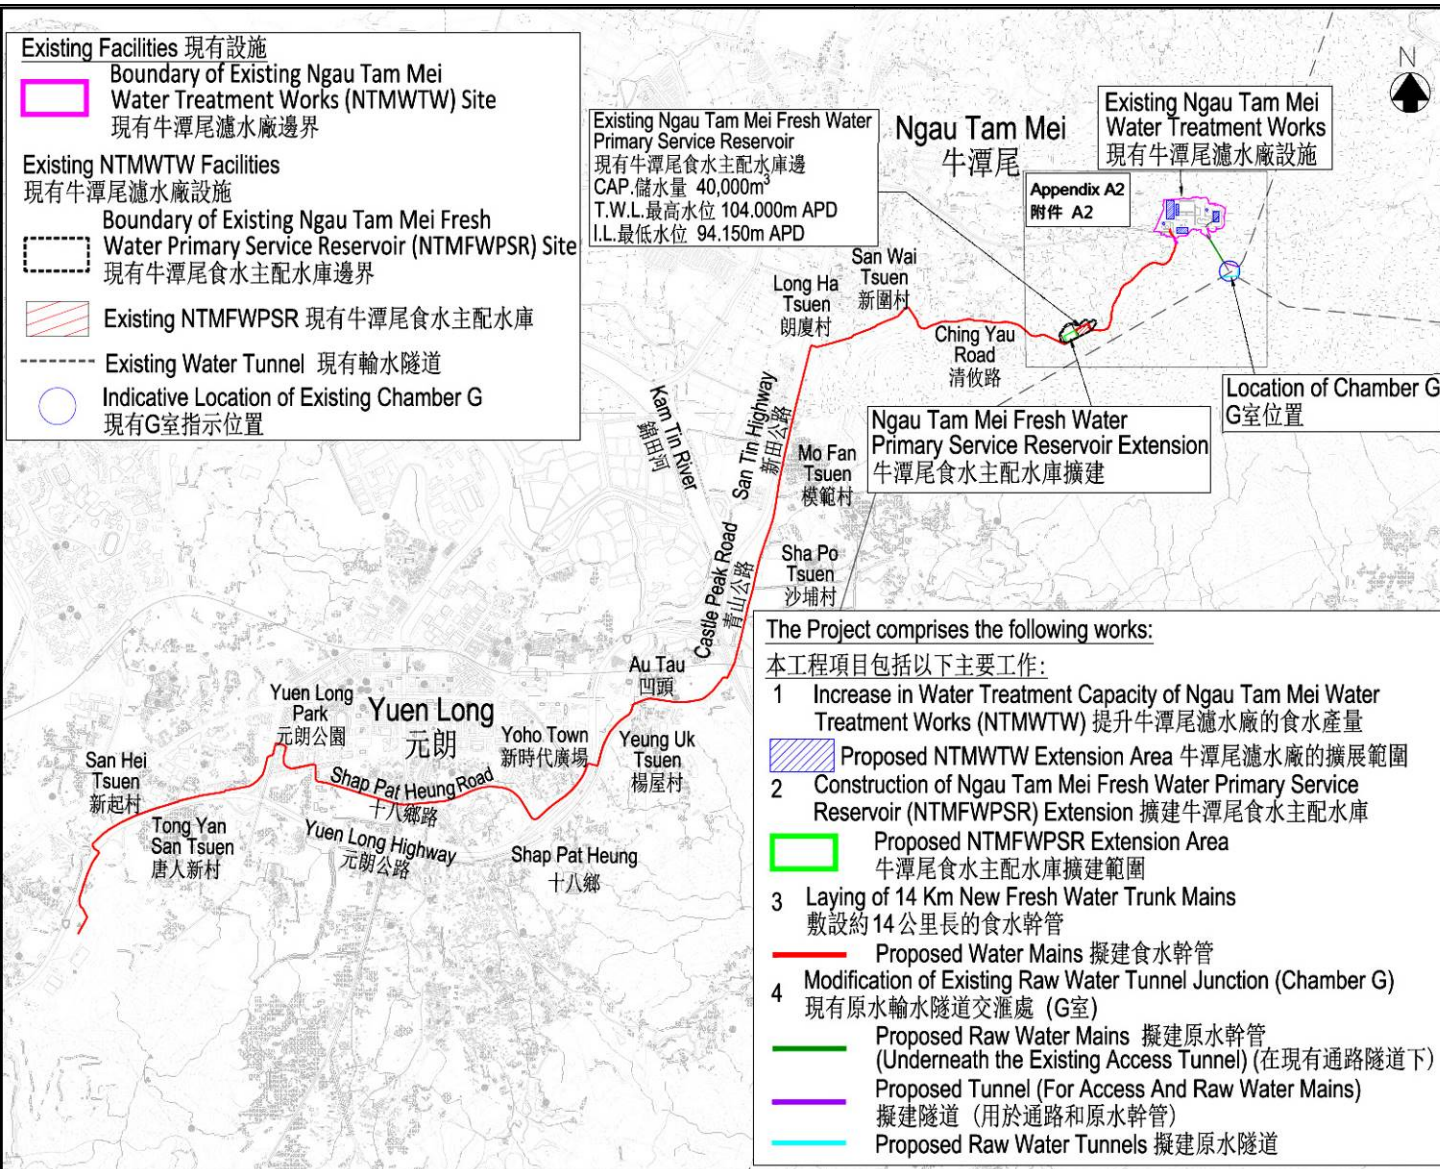 Existing Facilities 現有設施
Boundary of Existing Ngau Tam Mei
Water Treatment Works (NTMWTW) Site
現有牛潭尾濾水廠邊界
Existing NTMWTW Facilities
現有牛潭尾濾水廠設施
Boundary of Existing Ngau Tam Mei Fresh
Water Primary Service Reservoir (NTMFWPSR) Site
現有牛潭尾食水主配水庫邊界
Existing NTMFWPSR 現有牛潭尾食水主配水庫
Existing Water Tunnel 現有輸水隧道
Indicative Location of Existing Chamber G
現有G室指示位置
Existing Ngau Tam Mei Fresh Water
Primary Service Reservoir
現有牛潭尾食水主配水庫邊
CAP.儲水量 40,000m³
T.W.L.最高水位 104.000m APD
I.L.最低水位 94.150m APD
Ngau Tam Mei
牛潭尾
Existing Ngau Tam Mei
Water Treatment Works
現有牛潭尾濾水廠設施
N
Appendix A2
附件 A2
San Wai
Tsuen
新圍村
Long Ha
Tsuen
朗廈村
Ching Yau
Road
清攸路
Location of Chamber G
G室位置
Ngau Tam Mei Fresh Water
Primary Service Reservoir Extension
牛潭尾食水主配水庫擴建
Kam Tin River
錦田河
San Tin Highway
新田公路
Mo Fan
Tsuen
模範村
Castle Peak Road
青山公路
Sha Po
Tsuen
沙埔村
Au Tau
凹頭
Yuen Long
Park
元朗公園
Yuen Long
元朗
Yoho Town
新時代廣場
Yeung Uk
Tsuen
楊屋村
San Hei
Tsuen
新起村
Shap Pat Heung Road
十八鄉路
Tong Yan
San Tsuen
唐人新村
Yuen Long Highway
元朗公路
Shap Pat Heung
十八鄉
The Project comprises the following works:
本工程項目包括以下主要工作:
1 Increase in Water Treatment Capacity of Ngau Tam Mei Water
Treatment Works (NTMWTW) 提升牛潭尾濾水廠的食水產量
Proposed NTMWTW Extension Area 牛潭尾濾水廠的擴展範圍
2 Construction of Ngau Tam Mei Fresh Water Primary Service
Reservoir (NTMFWPSR) Extension 擴建牛潭尾食水主配水庫
Proposed NTMFWPSR Extension Area
牛潭尾食水主配水庫擴建範圍
3 Laying of 14 Km New Fresh Water Trunk Mains
敷設約14公里長的食水幹管
Proposed Water Mains 擬建食水幹管
4 Modification of Existing Raw Water Tunnel Junction (Chamber G)
現有原水輸水隧道交滙處 (G室)
Proposed Raw Water Mains 擬建原水幹管
(Underneath the Existing Access Tunnel) (在現有通路隧道下)
Proposed Tunnel (For Access And Raw Water Mains)
擬建隧道 (用於通路和原水幹管)
Proposed Raw Water Tunnels 擬建原水隧道